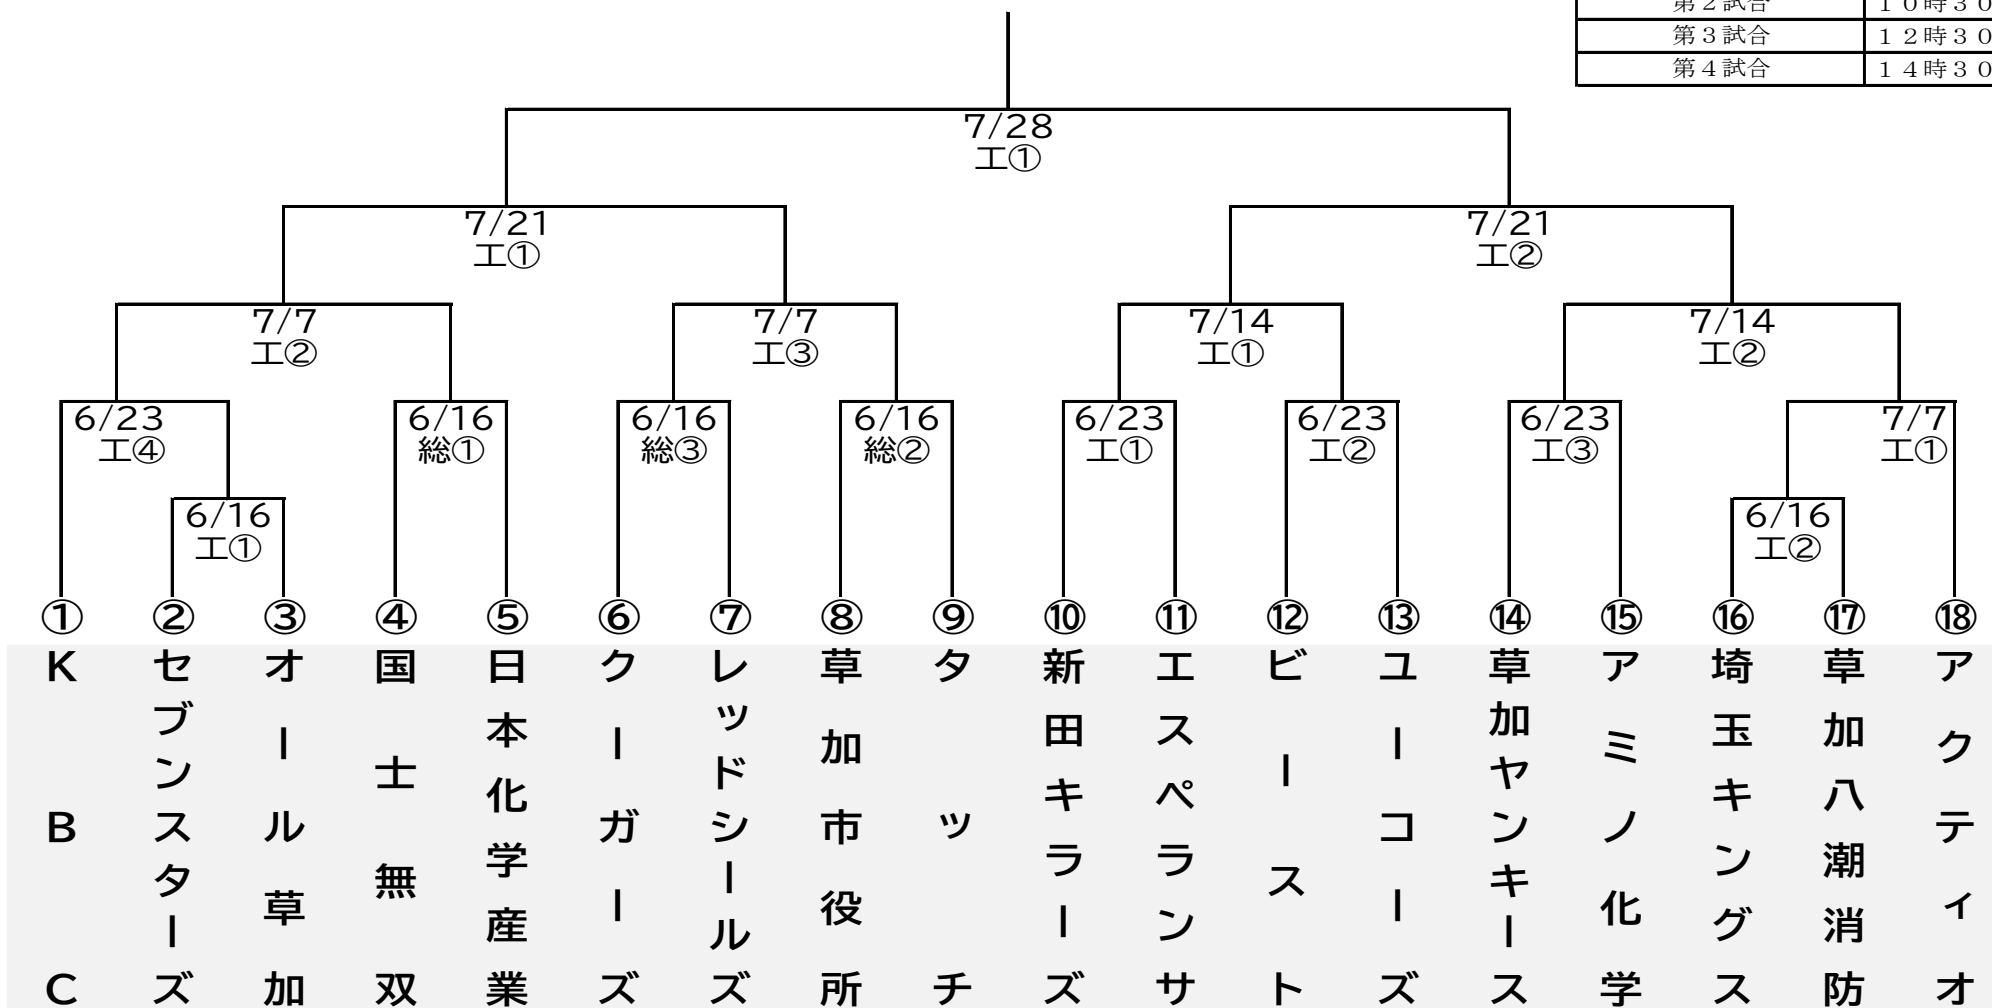 第2試合 10時30
第3試合 12時30
第4試合 14時30
7/28
工①
7/21
工①
7/21
工②
7/7
工②
7/7
工③
7/14
工①
7/14
工②
6/23
工④
6/16
総①
6/16
総③
6/16
総②
6/23
工①
6/23
工②
6/23
工③
7/7
工①
6/16
工①
6/16
工②
①
KBC
②
セブンスターズ
③
オール草加
④
国士無双
⑤
日本化学産業
⑥
クーガーズ
⑦
レッドシールズ
⑧
草加市役所
⑨
タッチ
⑩
新田キラーズ
⑪
エスペランサ
⑫
ビースト
⑬
ユーコーズ
⑭
草加ヤンキース
⑮
アミノ化学
⑯
埼玉キングス
⑰
草加八潮消防
⑱
アクティオ